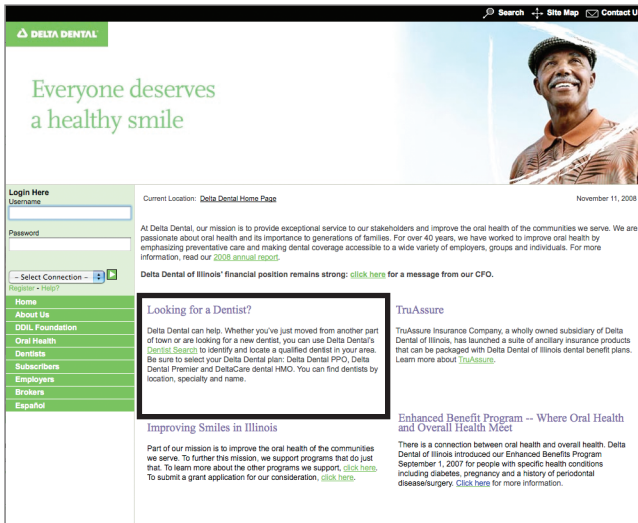 Search Site Map Contact U
DELTA DENTAL
Everyone deserves
a healthy smile
Login Here
Username
Password
– Select Connection –
Register - Help?
Home
About Us
DDIL Foundation
Oral Health
Dentists
Subscribers
Employers
Brokers
Español
Current Location: Delta Dental Home Page
November 11, 2008
At Delta Dental, our mission is to provide exceptional service to our stakeholders and improve the oral health of the communities we serve. We are
passionate about oral health and its importance to generations of families. For over 40 years, we have worked to improve oral health by
emphasizing preventative care and making dental coverage accessible to a wide variety of employers, groups and individuals. For more
information, read our 2008 annual report.
Delta Dental of Illinois' financial position remains strong: click here for a message from our CFO.
Looking for a Dentist?
Delta Dental can help. Whether you've just moved from another part
of town or are looking for a new dentist, you can use Delta Dental's
Dentist Search to identify and locate a qualified dentist in your area.
Be sure to select your Delta Dental plan: Delta Dental PPO, Delta
Dental Premier and DeltaCare dental HMO. You can find dentists by
location, specialty and name.
TruAssure
TruAssure Insurance Company, a wholly owned subsidiary of Delta
Dental of Illinois, has launched a suite of ancillary insurance products
that can be packaged with Delta Dental of Illinois dental benefit plans.
Learn more about TruAssure.
Improving Smiles in Illinois
Part of our mission is to improve the oral health of the communities
we serve. To further this mission, we support programs that do just
that. To learn more about the other programs we support, click here.
To submit a grant application for our consideration, click here.
Enhanced Benefit Program -- Where Oral Health
and Overall Health Meet
There is a connection between oral health and overall health. Delta
Dental of Illinois introduced our Enhanced Benefits Program
September 1, 2007 for people with specific health conditions
including diabetes, pregnancy and a history of periodontal
disease/surgery. Click here for more information.